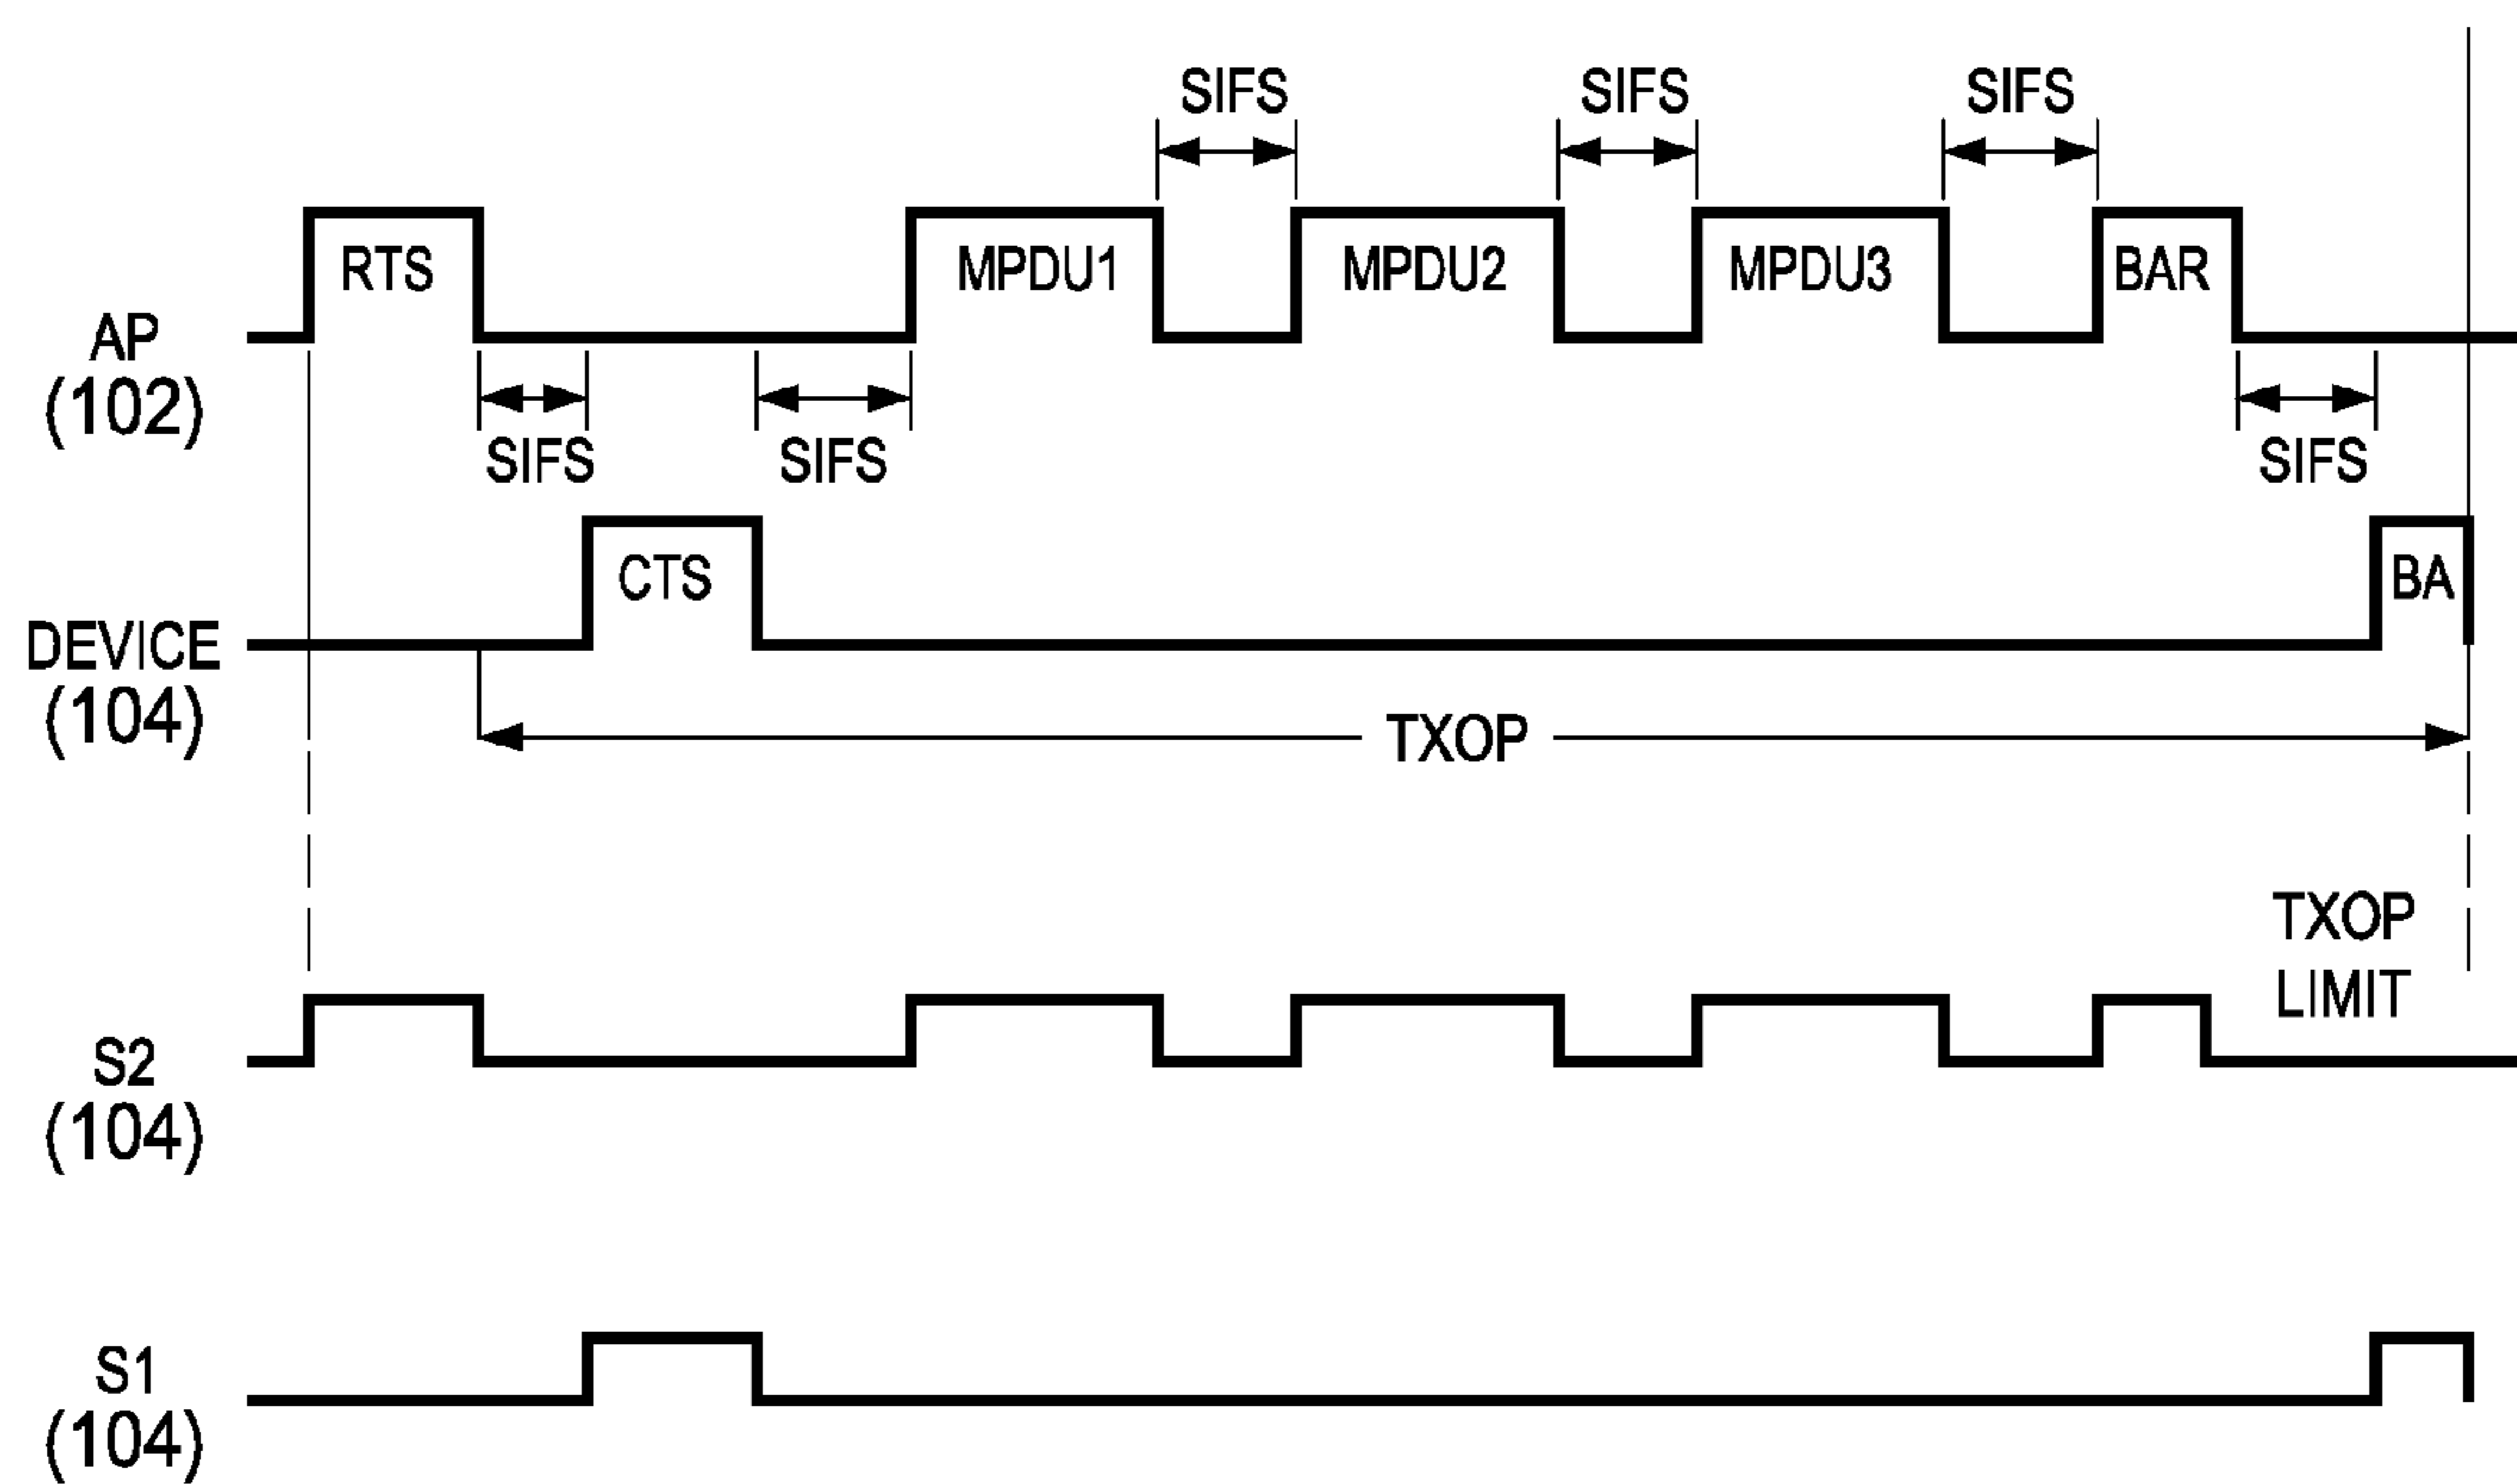 SIFS SIFS SIFS
RTS MPDU1 MPDU2 MPDU3 BAR
AP
(102)
SIFS SIFS SIFS
CTS BA
DEVICE
(104)
TXOP
TXOP
LIMIT
S2
(104)
S1
(104)